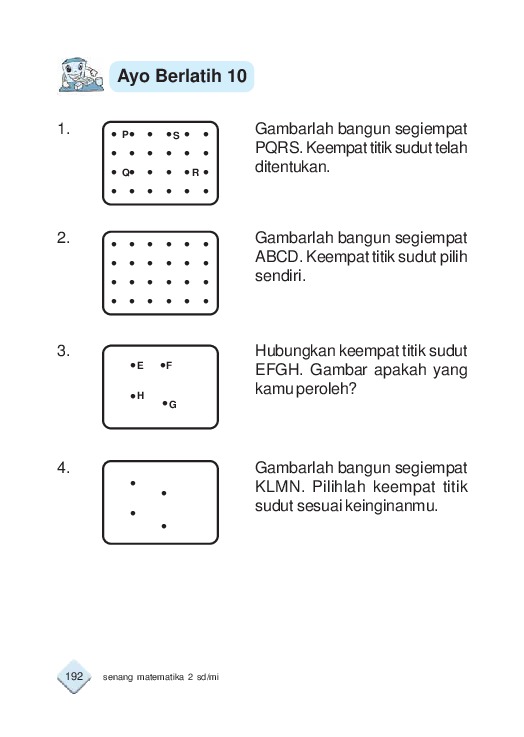 Ayo Berlatih 10
1.
P S
Q R
Gambarlah bangun segiempat
PQRS. Keempat titik sudut telah
ditentukan.
2.
Gambarlah bangun segiempat
ABCD. Keempat titik sudut pilih
sendiri.
3.
E F
H
G
Hubungkan keempat titik sudut
EFGH. Gambar apakah yang
kamu peroleh?
4.
Gambarlah bangun segiempat
KLMN. Pilihlah keempat titik
sudut sesuai keinginanmu.
192 senang matematika 2 sd/mi